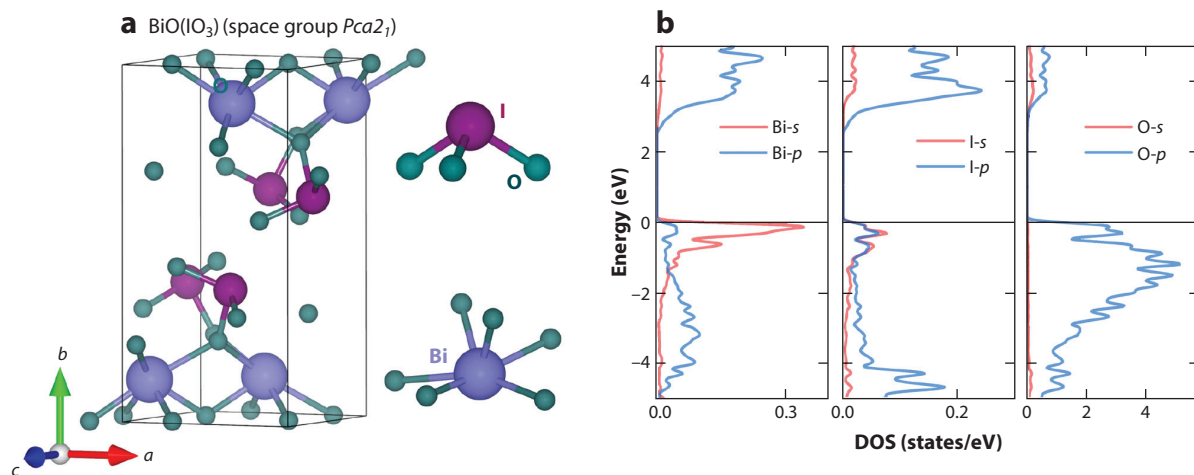 a BiO(IO₃) (space group Pca2₁)
O
I
O
Bi
b
a
c
b
Energy (eV)
4
2
0
−2
−4
Bi-s
Bi-p
I-s
I-p
O-s
O-p
0.0 0.3 0.0 0.2 0 2 4
DOS (states/eV)